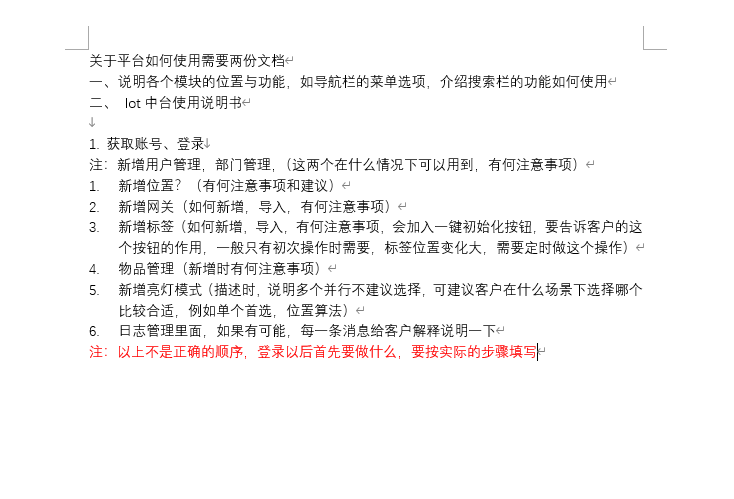 关于平台如何使用需要两份文档
一、说明各个模块的位置与功能，如导航栏的菜单选项，介绍搜索栏的功能如何使用
二、 Iot 中台使用说明书
1. 获取账号、登录
注：新增用户管理，部门管理，（这两个在什么情况下可以用到，有何注意事项）
1. 新增位置？（有何注意事项和建议）
2. 新增网关（如何新增，导入，有何注意事项）
3. 新增标签（如何新增，导入，有何注意事项，会加入一键初始化按钮，要告诉客户的这
个按钮的作用，一般只有初次操作时需要，标签位置变化大，需要定时做这个操作）
4. 物品管理（新增时有何注意事项）
5. 新增亮灯模式（描述时，说明多个并行不建议选择，可建议客户在什么场景下选择哪个
比较合适，例如单个首选，位置算法）
6. 日志管理里面，如果有可能，每一条消息给客户解释说明一下
注：以上不是正确的顺序，登录以后首先要做什么，要按实际的步骤填写